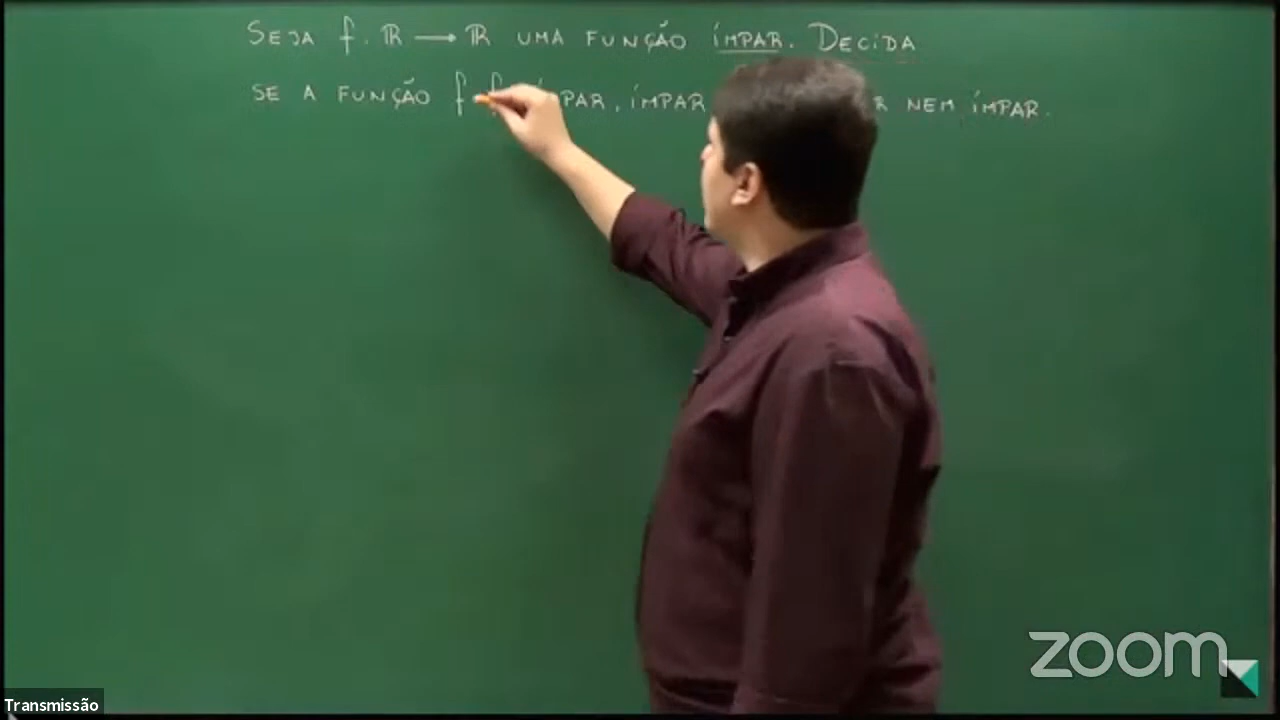 SEJA f: ℝ → ℝ UMA FUNÇÃO ÍMPAR. DECIDA
SE A FUNÇÃO f PAR, ÍMPAR NEM ÍMPAR.
zoom
Transmissão